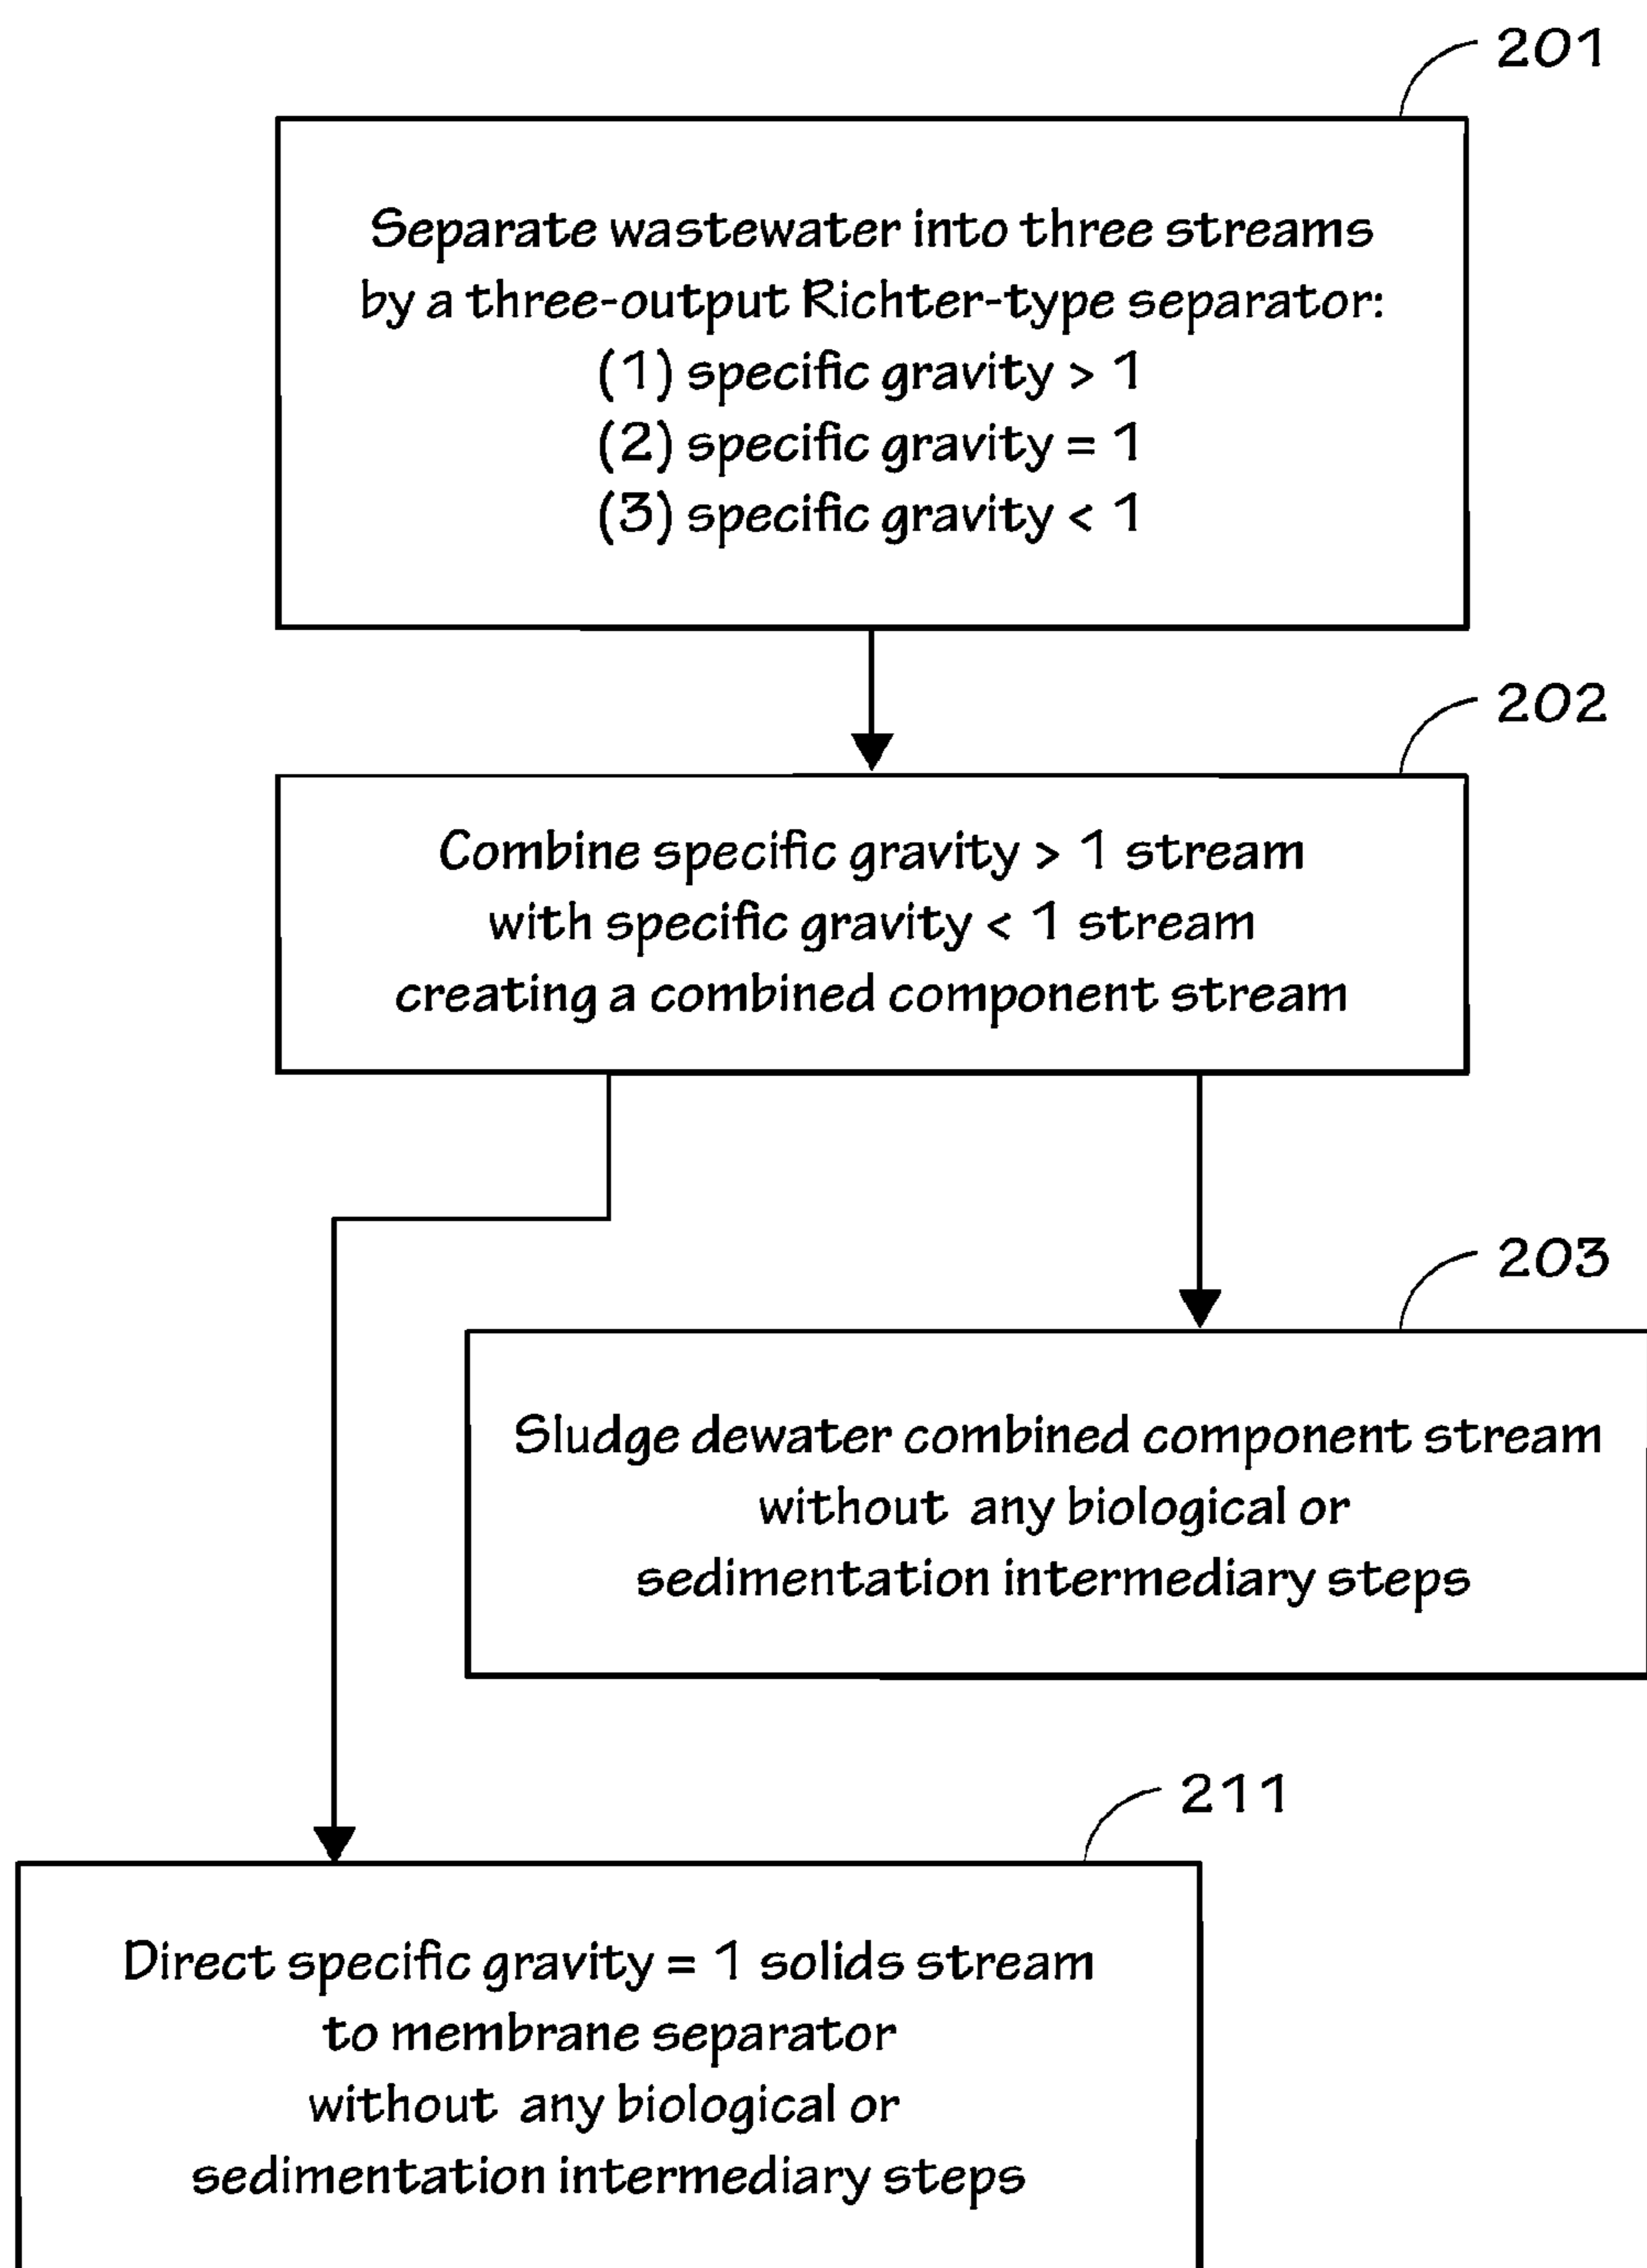 201
Separate wastewater into three streams
by a three-output Richter-type separator:
(1) specific gravity > 1
(2) specific gravity = 1
(3) specific gravity < 1
202
Combine specific gravity > 1 stream
with specific gravity < 1 stream
creating a combined component stream
203
Sludge dewater combined component stream
without any biological or
sedimentation intermediary steps
211
Direct specific gravity = 1 solids stream
to membrane separator
without any biological or
sedimentation intermediary steps